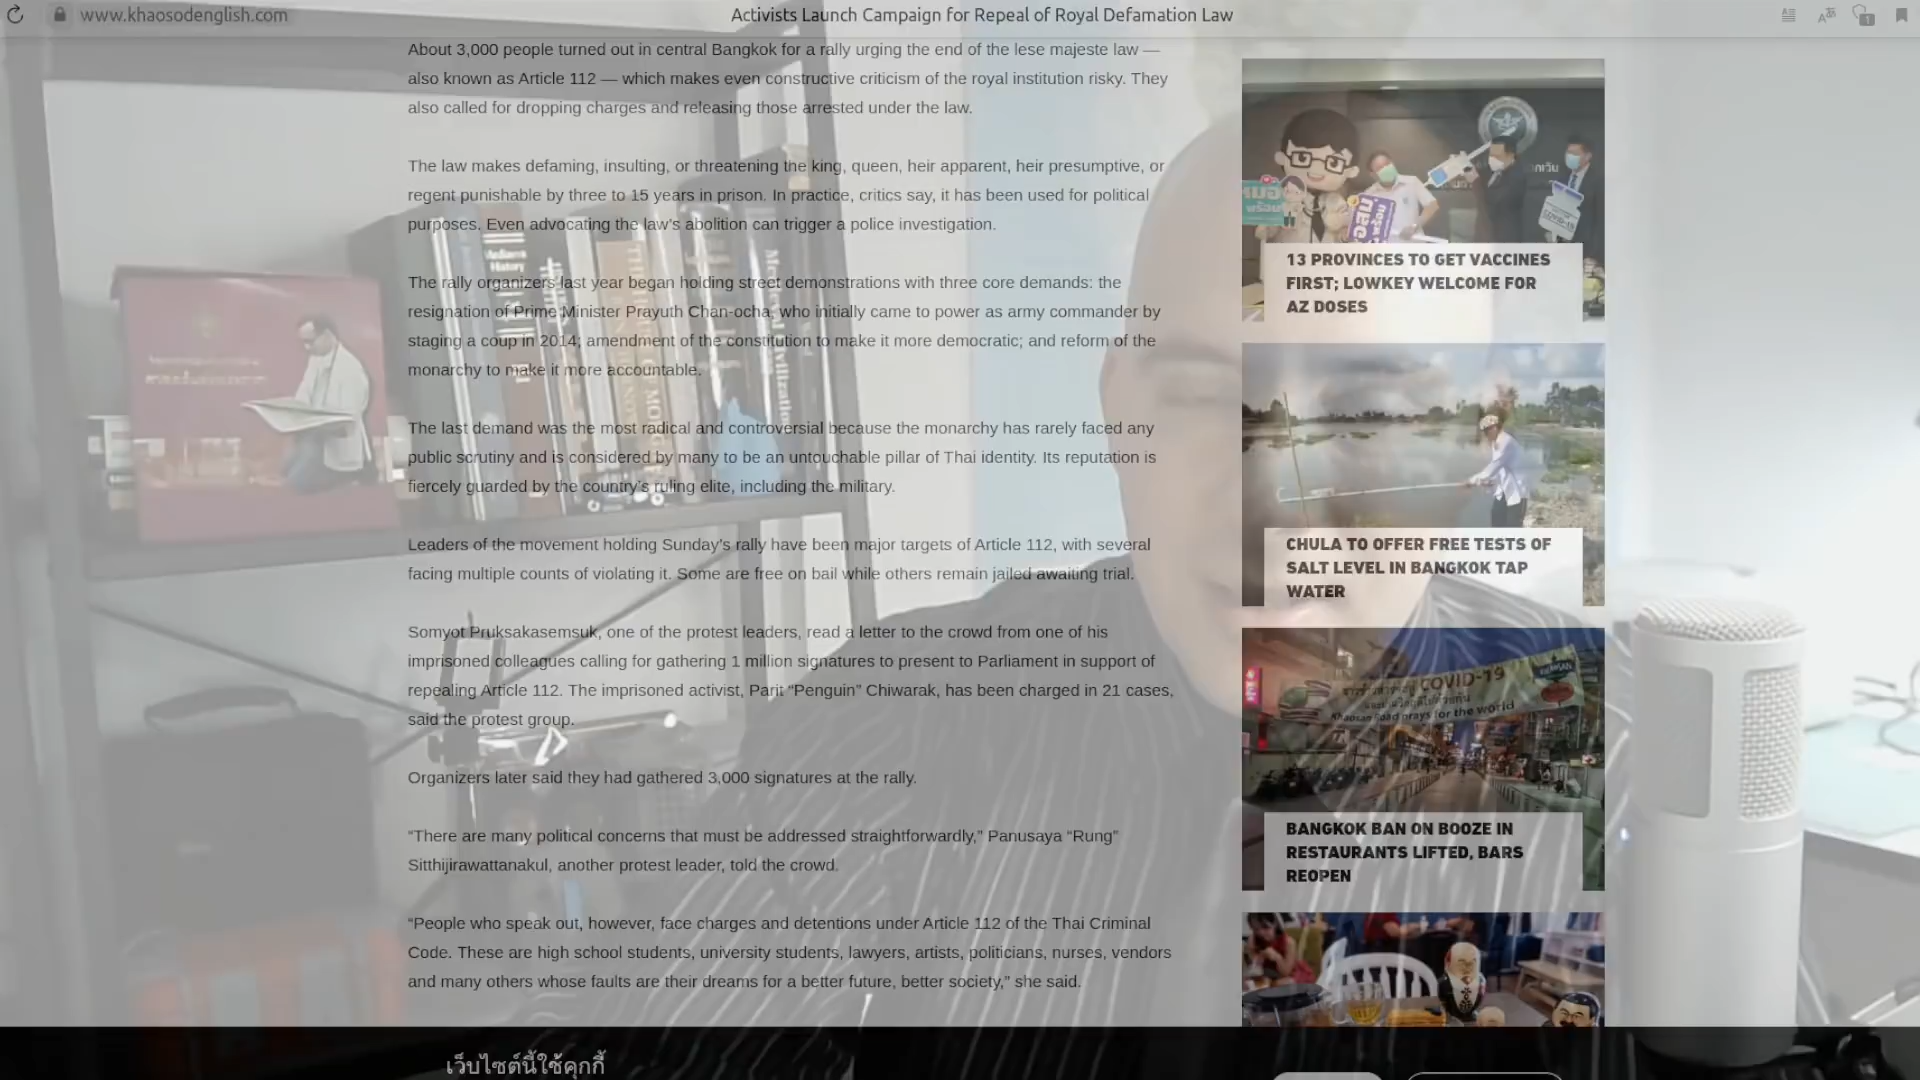 www.khaosodenglish.com
Activists Launch Campaign for Repeal of Royal Defamation Law
About 3,000 people turned out in central Bangkok for a rally urging the end of the lese majeste law —
also known as Article 112 — which makes even constructive criticism of the royal institution risky. They
also called for dropping charges and releasing those arrested under the law.
The law makes defaming, insulting, or threatening the king, queen, heir apparent, heir presumptive, or
regent punishable by three to 15 years in prison. In practice, critics say, it has been used for political
purposes. Even advocating the law’s abolition can trigger a police investigation.
The rally organizers last year began holding street demonstrations with three core demands: the
resignation of Prime Minister Prayuth Chan-ocha, who initially came to power as army commander by
staging a coup in 2014; amendment of the constitution to make it more democratic; and reform of the
monarchy to make it more accountable.
The last demand was the most radical and controversial because the monarchy has rarely faced any
public scrutiny and is considered by many to be an untouchable pillar of Thai identity. Its reputation is
fiercely guarded by the country’s ruling elite, including the military.
Leaders of the movement holding Sunday’s rally have been major targets of Article 112, with several
facing multiple counts of violating it. Some are free on bail while others remain jailed awaiting trial.
Somyot Pruksakasemsuk, one of the protest leaders, read a letter to the crowd from one of his
imprisoned colleagues calling for gathering 1 million signatures to present to Parliament in support of
repealing Article 112. The imprisoned activist, Parit “Penguin” Chiwarak, has been charged in 21 cases,
said the protest group.
Organizers later said they had gathered 3,000 signatures at the rally.
“There are many political concerns that must be addressed straightforwardly,” Panusaya “Rung”
Sitthijirawattanakul, another protest leader, told the crowd.
“People who speak out, however, face charges and detentions under Article 112 of the Thai Criminal
Code. These are high school students, university students, lawyers, artists, politicians, nurses, vendors
and many others whose faults are their dreams for a better future, better society,” she said.
13 PROVINCES TO GET VACCINES
FIRST; LOWKEY WELCOME FOR
AZ DOSES
CHULA TO OFFER FREE TESTS OF
SALT LEVEL IN BANGKOK TAP
WATER
COVID-19
Khaosan Road prays for the world
BANGKOK BAN ON BOOZE IN
RESTAURANTS LIFTED, BARS
REOPEN
เว็บไซต์นี้ใช้คุกกี้